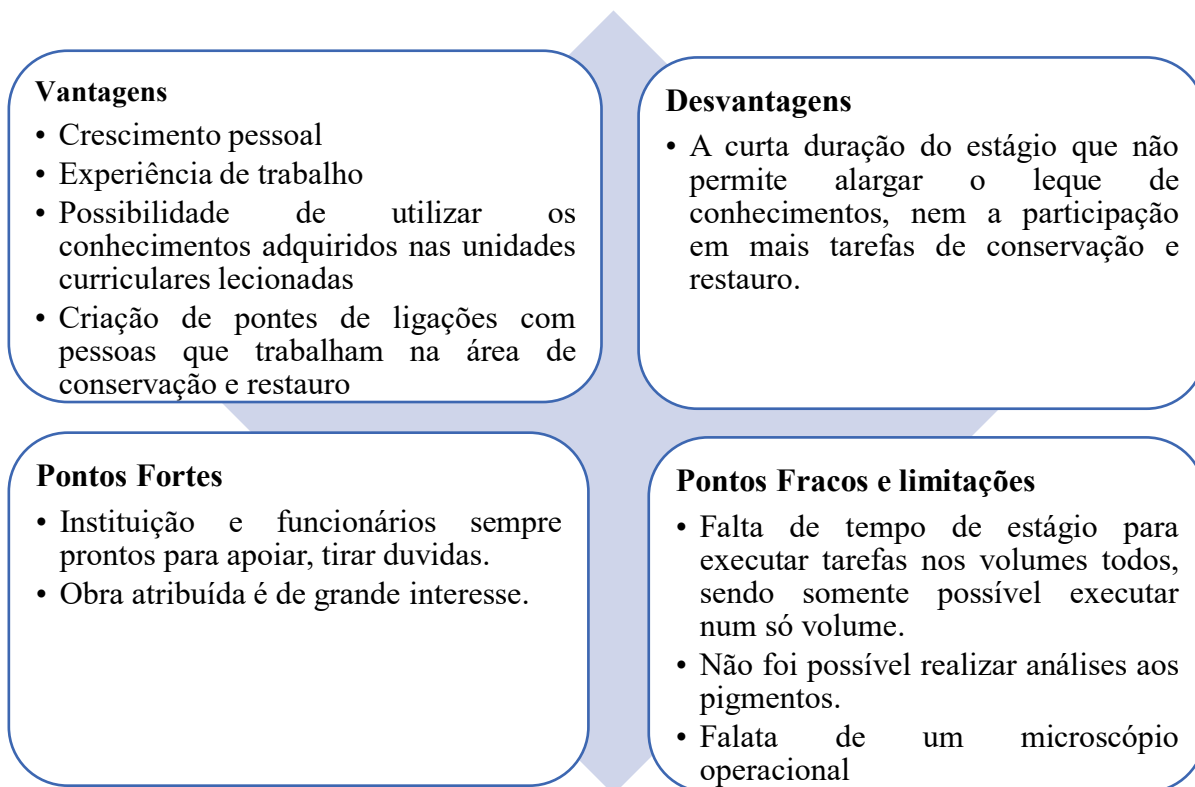 Vantagens
• Crescimento pessoal
• Experiência de trabalho
• Possibilidade de utilizar os
conhecimentos adquiridos nas unidades
curriculares lecionadas
• Criação de pontes de ligações com
pessoas que trabalham na área de
conservação e restauro
Desvantagens
• A curta duração do estágio que não
permite alargar o leque de
conhecimentos, nem a participação
em mais tarefas de conservação e
restauro.
Pontos Fortes
• Instituição e funcionários sempre
prontos para apoiar, tirar duvidas.
• Obra atribuída é de grande interesse.
Pontos Fracos e limitações
• Falta de tempo de estágio para
executar tarefas nos volumes todos,
sendo somente possível executar
num só volume.
• Não foi possível realizar análises aos
pigmentos.
• Falata de um microscópio
operacional